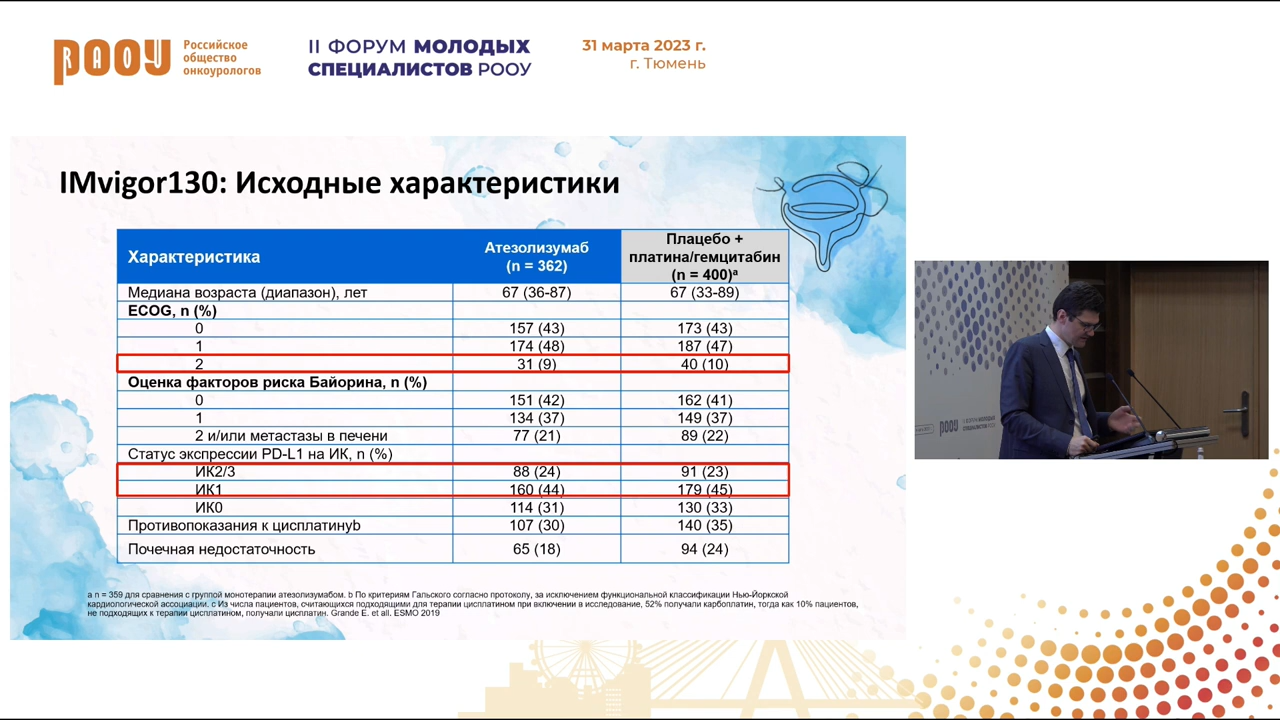 РООУ
RAOU
Российское
общество
онкоурологов
II ФОРУМ МОЛОДЫХ
СПЕЦИАЛИСТОВ РООУ
31 марта 2023 г.
г. Тюмень
IMvigor130: Исходные характеристики
Характеристика Атезолизумаб (n = 362) Плацебо + платина/гемцитабин (n = 400)ª
Медиана возраста (диапазон), лет 67 (36-87) 67 (33-89)
ECOG, n (%)
0 157 (43) 173 (43)
1 174 (48) 187 (47)
2 31 (9) 40 (10)
Оценка факторов риска Байорина, n (%)
0 151 (42) 162 (41)
1 134 (37) 149 (37)
2 и/или метастазы в печени 77 (21) 89 (22)
Статус экспрессии PD-L1 на ИК, n (%)
ИК2/3 88 (24) 91 (23)
ИК1 160 (44) 179 (45)
ИК0 114 (31) 130 (33)
Противопоказания к цисплатинуb 107 (30) 140 (35)
Почечная недостаточность 65 (18) 94 (24)
a n = 359 для сравнения с группой монотерапии атезолизумабом. b По критериям Гальского согласно протоколу, за исключением функциональной классификации Нью-Йоркской
кардиологической ассоциации. c Из числа пациентов, считающихся подходящими для терапии цисплатином при включении в исследование, 52% получали карбоплатин, тогда как 10% пациентов,
не подходящих к терапии цисплатином, получали цисплатин. Grande E. et all. ESMO 2019
РООУ
II ФОРУМ МОЛОДЫХ
СПЕЦИАЛИСТОВ РООУ